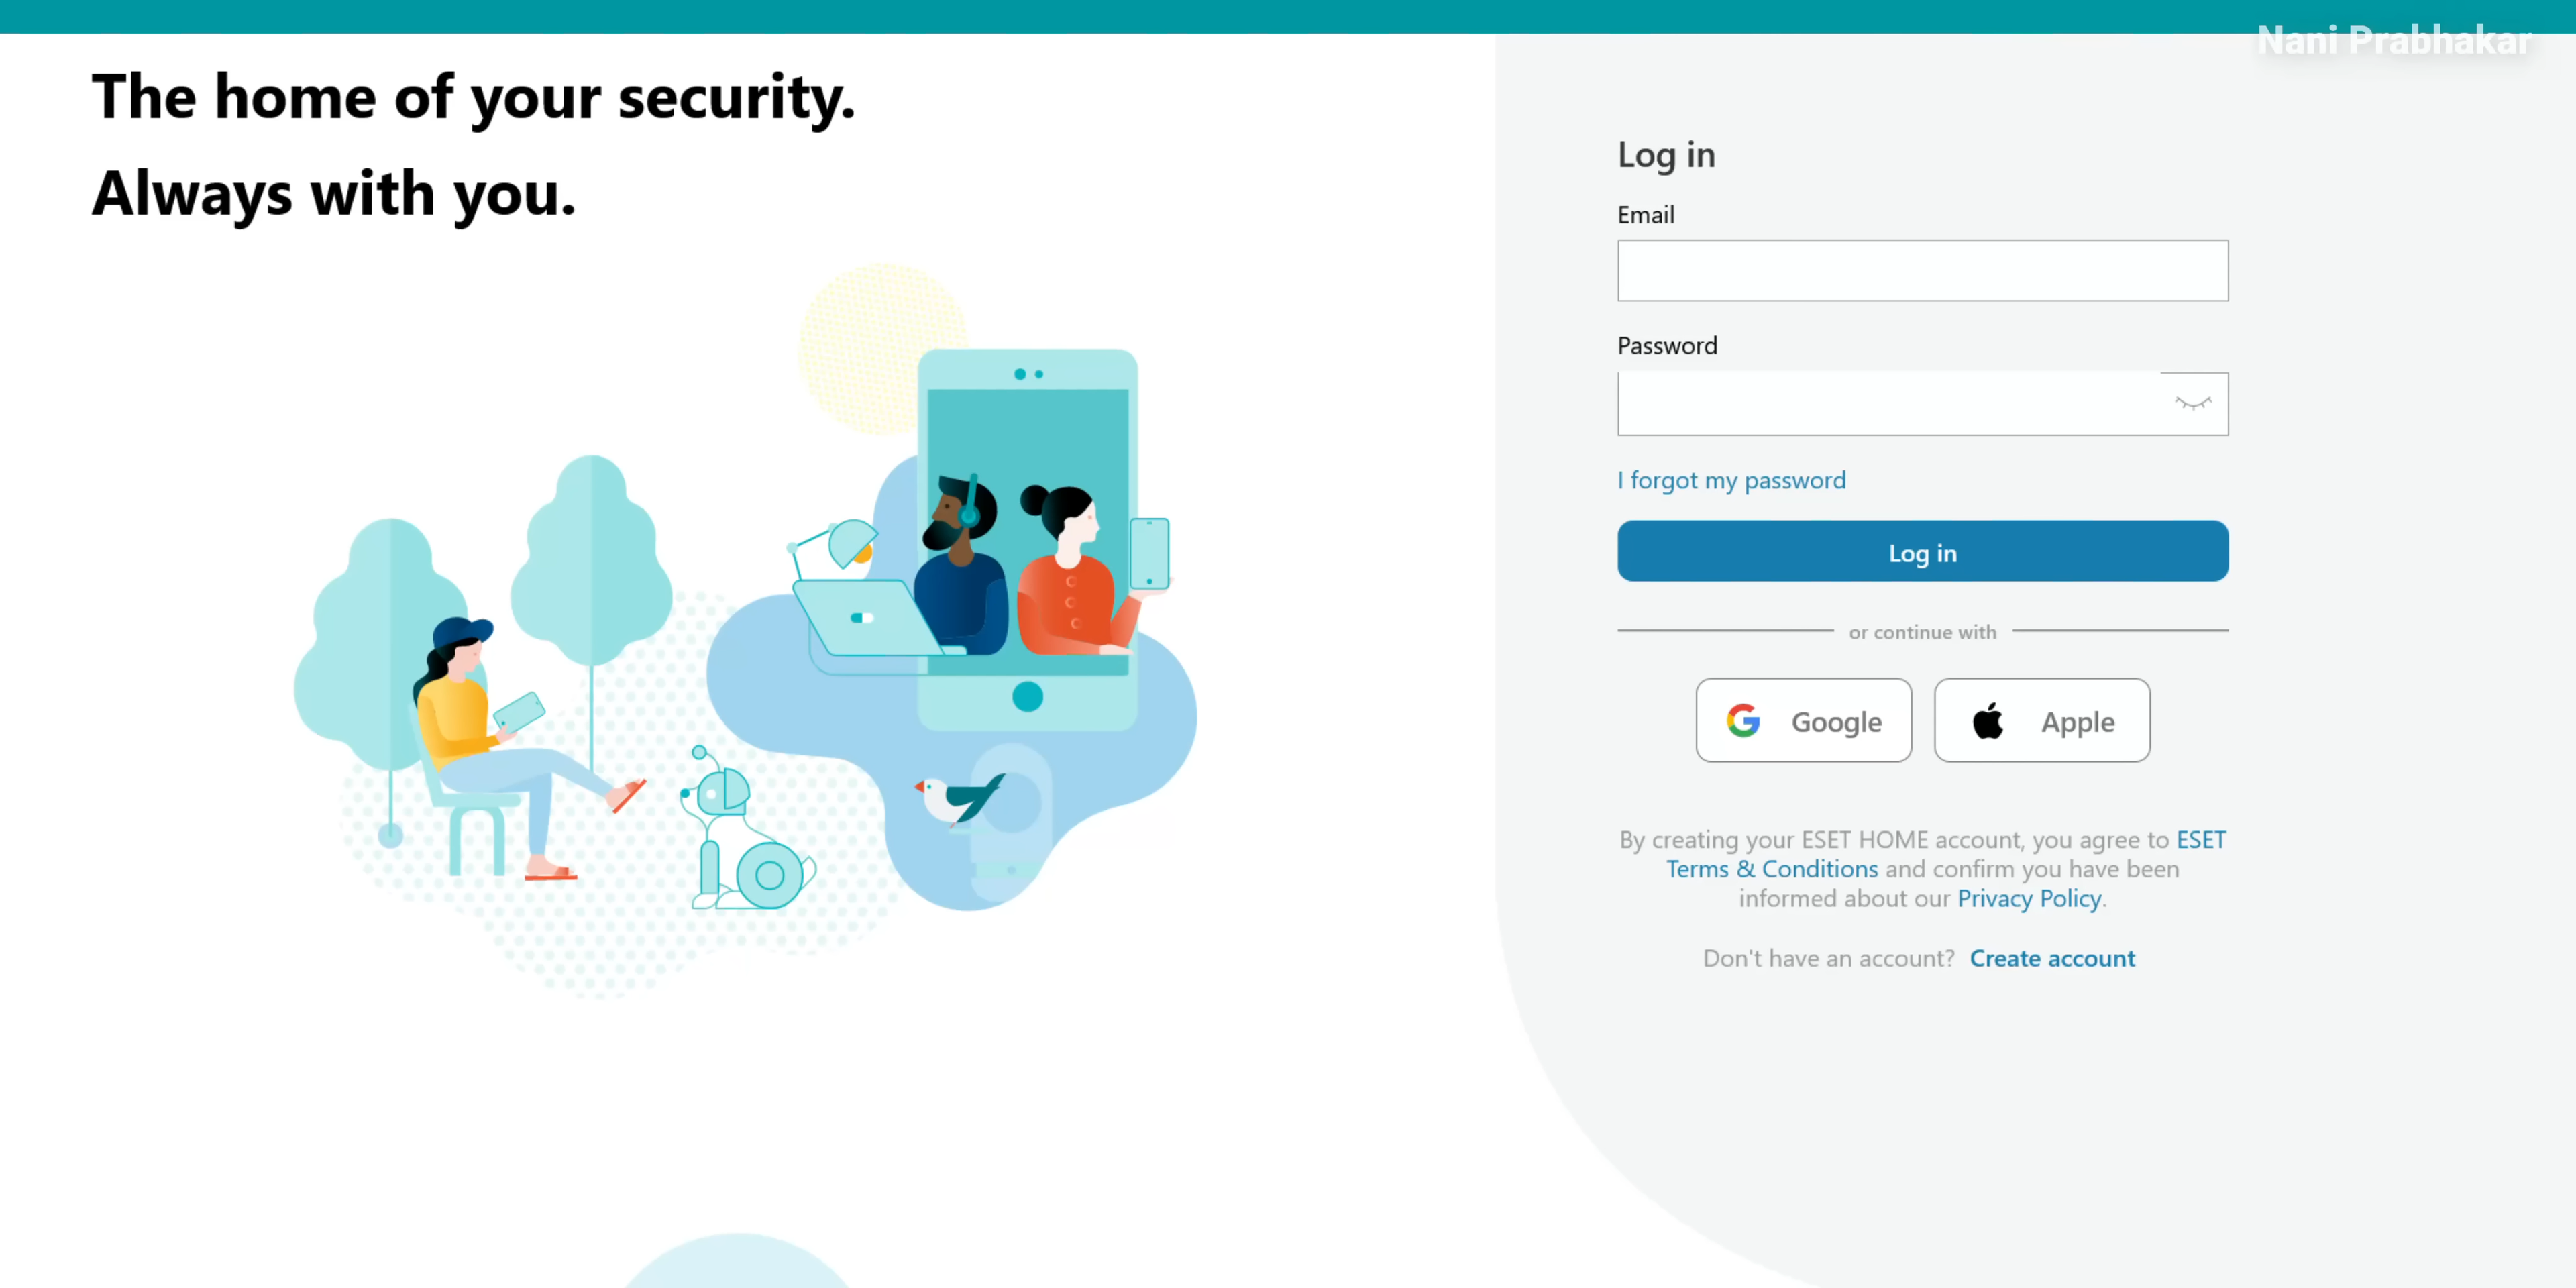 Nani Prabhakar
The home of your security.
Always with you.
Log in
Email
Password
I forgot my password
Log in
or continue with
Google
Apple
By creating your ESET HOME account, you agree to ESET
Terms & Conditions and confirm you have been
informed about our Privacy Policy.
Don't have an account? Create account